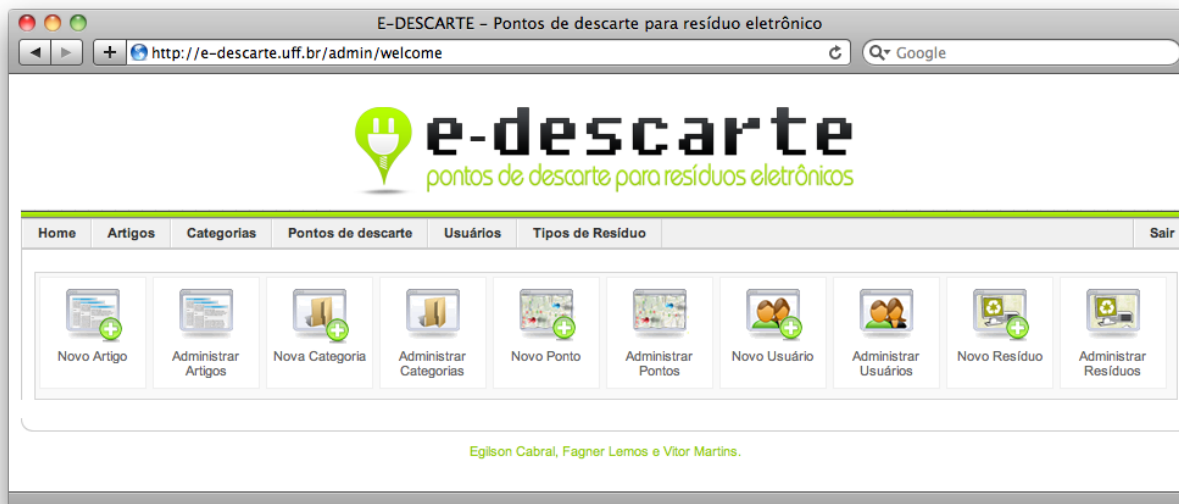 E-DESCARTE – Pontos de descarte para resíduo eletrônico
http://e-descarte.uff.br/admin/welcome
Google
e-descarte
pontos de descarte para resíduos eletrônicos
Home Artigos Categorias Pontos de descarte Usuários Tipos de Resíduo Sair
Novo Artigo
Administrar
Artigos
Nova Categoria
Administrar
Categorias
Novo Ponto
Administrar
Pontos
Novo Usuário
Administrar
Usuários
Novo Resíduo
Administrar
Resíduos
Egilson Cabral, Fagner Lemos e Vitor Martins.